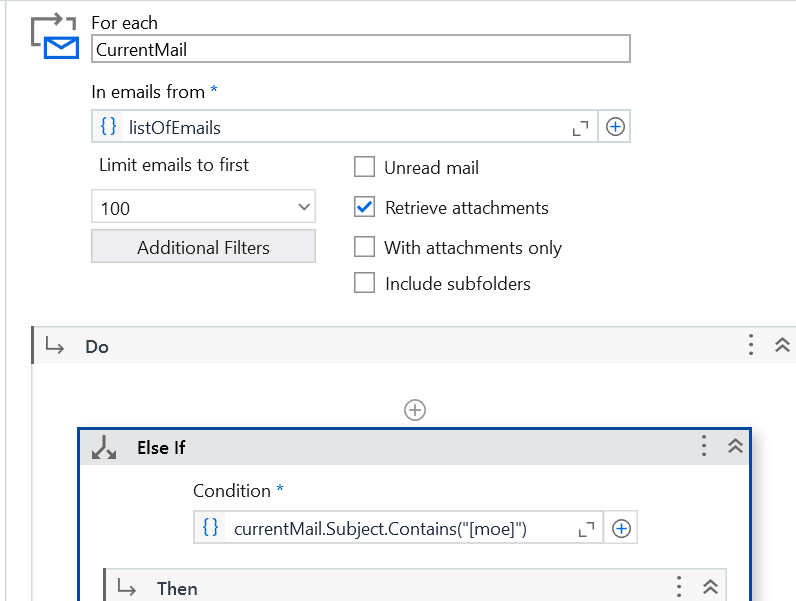 For each
CurrentMail
In emails from *
{} listOfEmails
Limit emails to first
Unread mail
100
Retrieve attachments
Additional Filters
With attachments only
Include subfolders
Do
Else If
Condition *
{} currentMail.Subject.Contains("[moe]")
Then